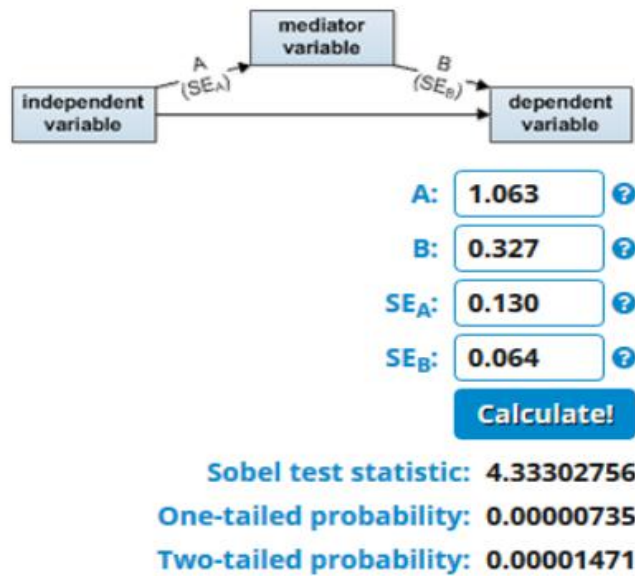 mediator
variable
A
(SEA)
B
(SEB)
independent
variable
dependent
variable
A: 1.063 ?
B: 0.327 ?
SEA: 0.130 ?
SEB: 0.064 ?
Calculate!
Sobel test statistic: 4.33302756
One-tailed probability: 0.00000735
Two-tailed probability: 0.00001471